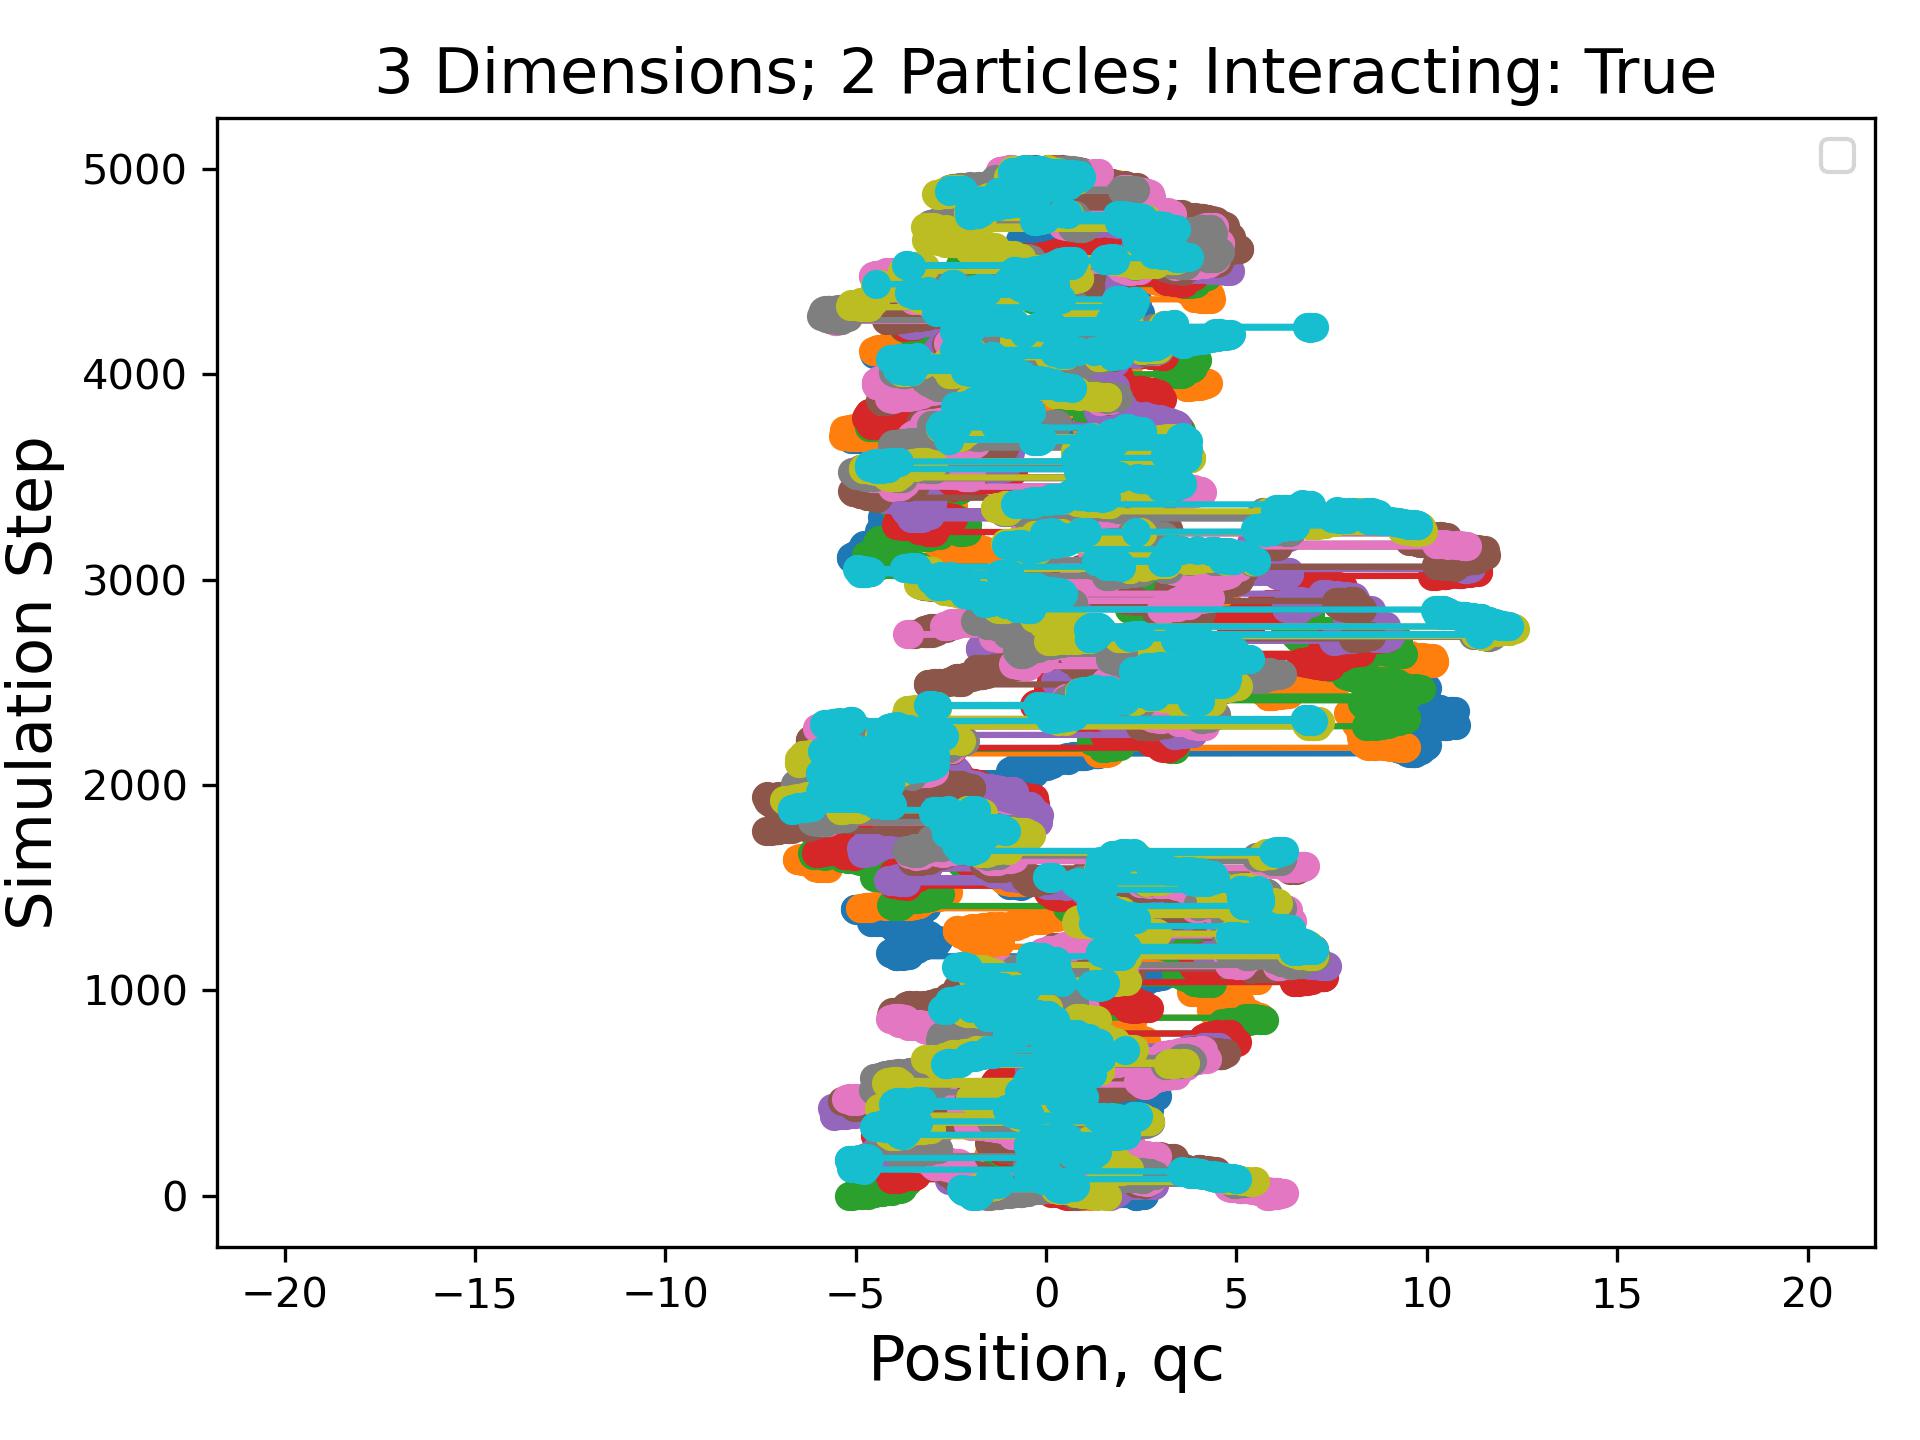 3 Dimensions; 2 Particles; Interacting: True
Simulation Step
5000
4000
3000
2000
1000
0
−20 −15 −10 −5 0 5 10 15 20
Position, qc